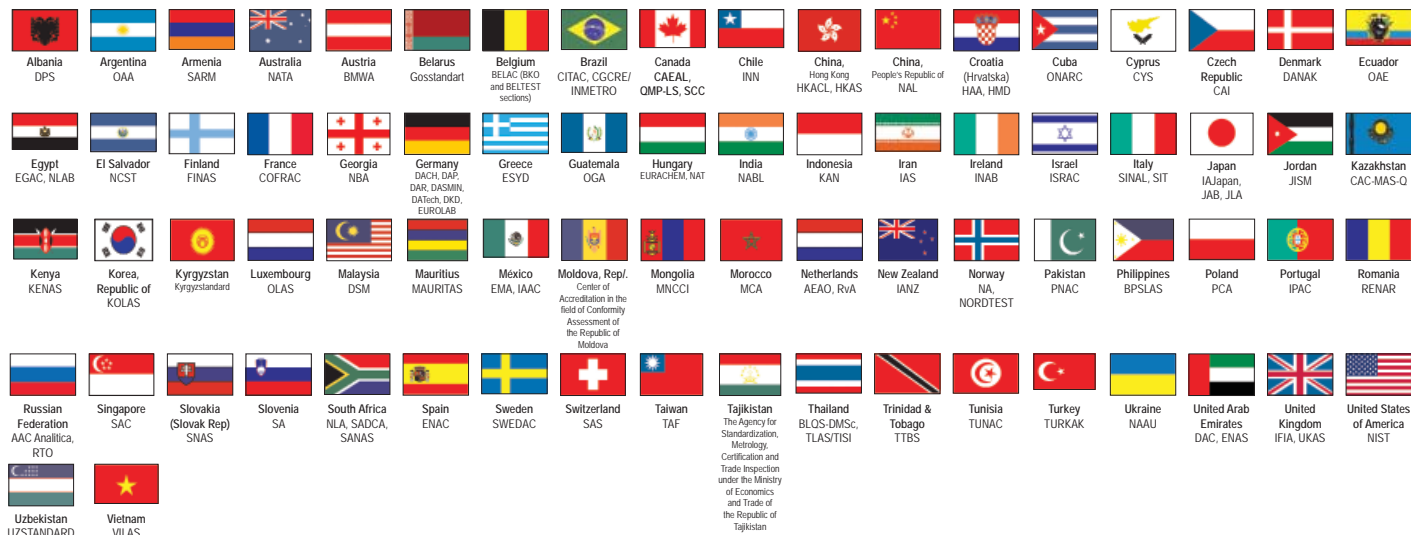 Albania
DPS
Argentina
OAA
Armenia
SARM
Australia
NATA
Austria
BMWA
Belarus
Gosstandart
Belgium
BELAC (BKO
and BELTEST
sections)
Brazil
CITAC, CGCRE/
INMETRO
Canada
CAEAL,
QMP-LS, SCC
Chile
INN
China,
Hong Kong
HKACL, HKAS
China,
People's Republic of
NAL
Croatia
(Hrvatska)
HAA, HMD
Cuba
ONARC
Cyprus
CYS
Czech
Republic
CAI
Denmark
DANAK
Ecuador
OAE
Egypt
EGAC, NLAB
El Salvador
NCST
Finland
FINAS
France
COFRAC
Georgia
NBA
Germany
DACH, DAP,
DAR, DASMIN,
DATech, DKD,
EUROLAB
Greece
ESYD
Guatemala
OGA
Hungary
EURACHEM, NAT
India
NABL
Indonesia
KAN
Iran
IAS
Ireland
INAB
Israel
ISRAC
Italy
SINAL, SIT
Japan
IAJapan,
JAB, JLA
Jordan
JISM
Kazakhstan
CAC-MAS-Q
Kenya
KENAS
Korea,
Republic of
KOLAS
Kyrgyzstan
Kyrgyzstandard
Luxembourg
OLAS
Malaysia
DSM
Mauritius
MAURITAS
México
EMA, IAAC
Moldova, Rep/.
Center of
Accreditation in the
field of Conformity
Assessment of
the Republic of
Moldova
Mongolia
MNCCI
Morocco
MCA
Netherlands
AEAO, RvA
New Zealand
IANZ
Norway
NA,
NORDTEST
Pakistan
PNAC
Philippines
BPSLAS
Poland
PCA
Portugal
IPAC
Romania
RENAR
Russian
Federation
AAC Analitica,
RTO
Singapore
SAC
Slovakia
(Slovak Rep)
SNAS
Slovenia
SA
South Africa
NLA, SADCA,
SANAS
Spain
ENAC
Sweden
SWEDAC
Switzerland
SAS
Taiwan
TAF
Tajikistan
The Agency for
Standardization,
Metrology,
Certification and
Trade Inspection
under the Ministry
of Economics
and Trade of
the Republic of
Tajikistan
Thailand
BLQS-DMSc,
TLAS/TISI
Trinidad &
Tobago
TTBS
Tunisia
TUNAC
Turkey
TURKAK
Ukraine
NAAU
United Arab
Emirates
DAC, ENAS
United
Kingdom
IFIA, UKAS
United States
of America
NIST
Uzbekistan
UZSTANDARD
Vietnam
VILAS